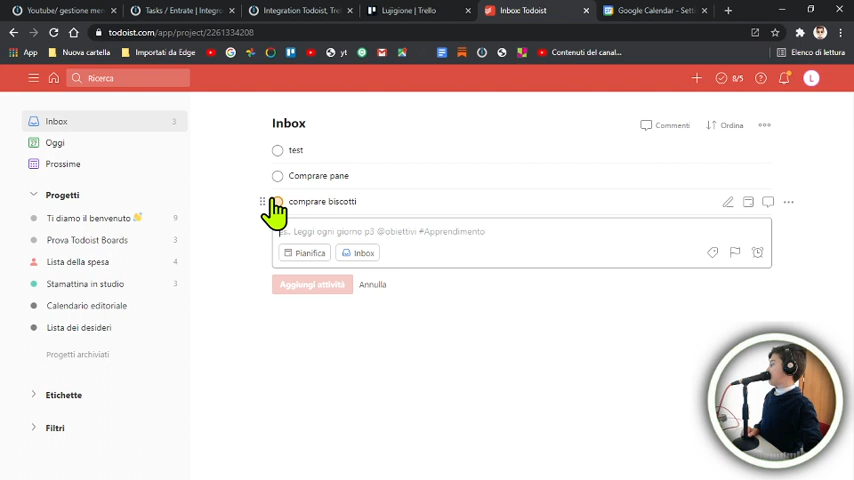 Youtube/ gestione mem
Tasks / Entrate | Integro
Integration Todoist, Trel
Lujigione | Trello
Inbox: Todoist
Google Calendar - Sett
todoist.com/app/project/2261334208
App
Nuova cartella
Importati da Edge
yt
Contenuti del canal...
Elenco di lettura
Ricerca
8/5
L
Inbox 3
Oggi
Prossime
Progetti
Ti diamo il benvenuto 9
Prova Todoist Boards 3
Lista della spesa 4
Stamattina in studio 3
Calendario editoriale
Lista dei desideri
Progetti archiviati
Etichette
Filtri
Inbox
Commenti
Ordina
test
Comprare pane
comprare biscotti
Leggi ogni giorno p3 @obiettivi #Apprendimento
Pianifica
Inbox
Aggiungi attività
Annulla